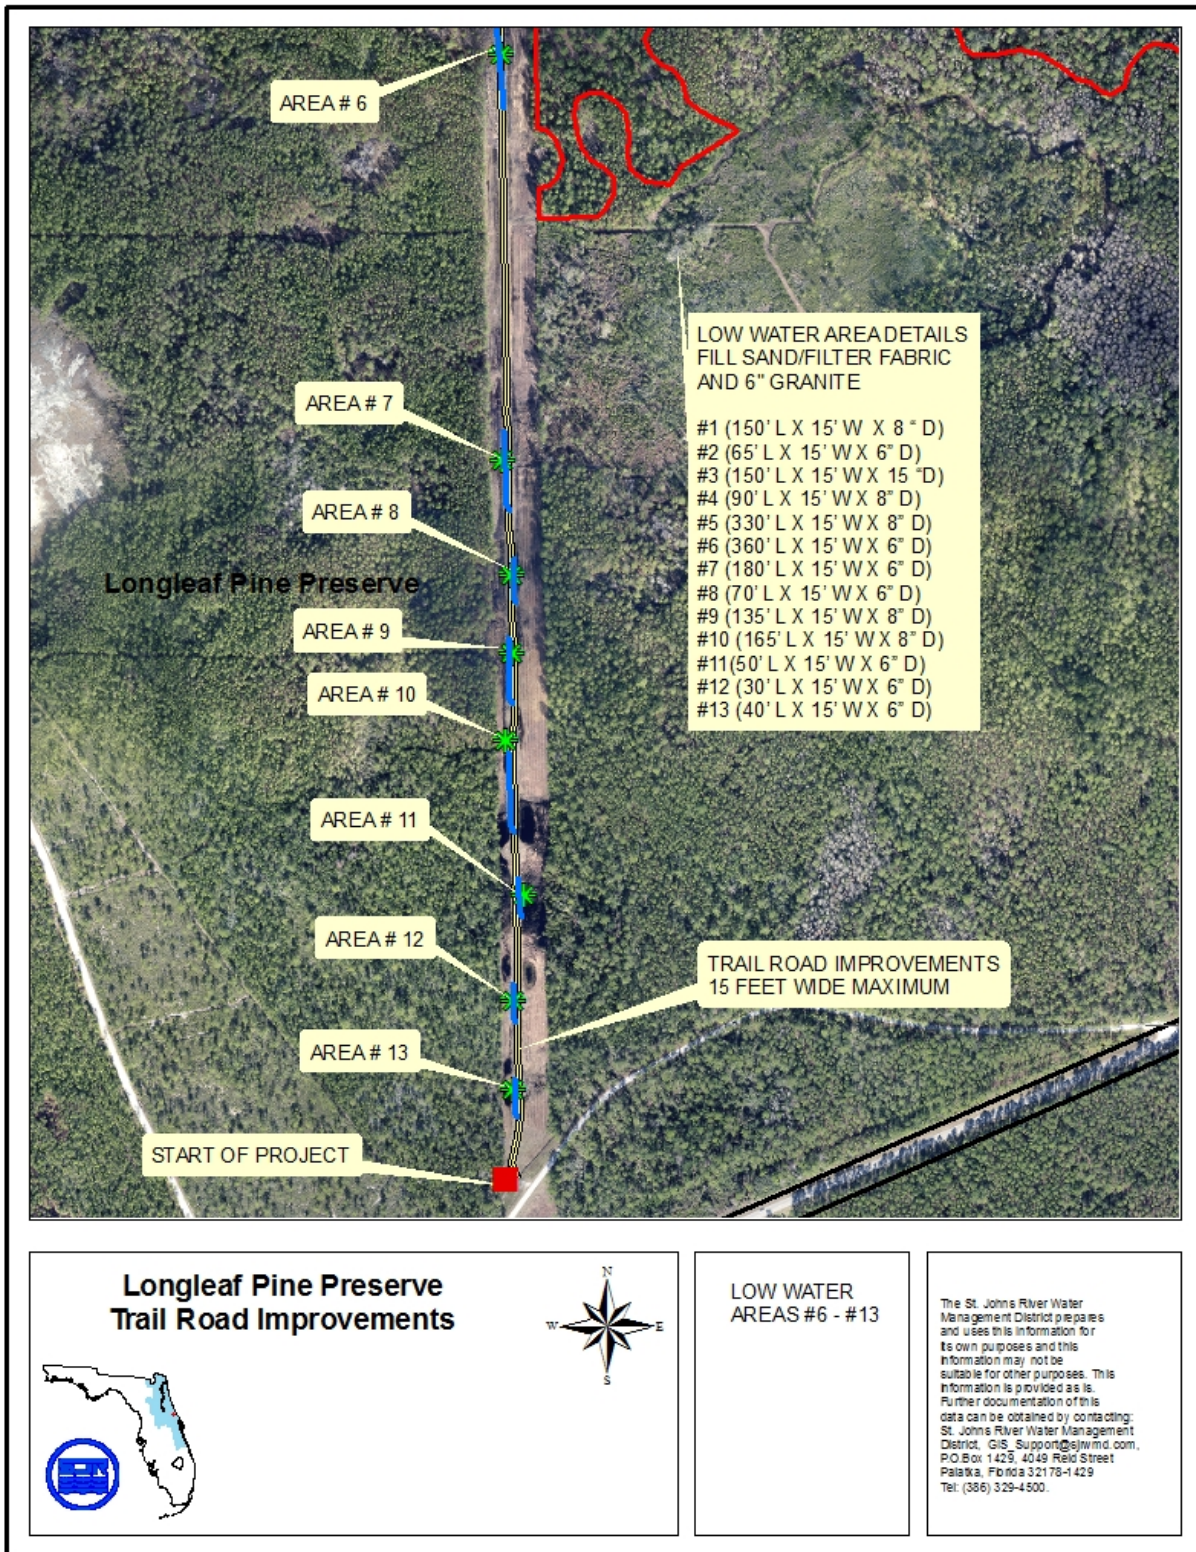 AREA # 6
LOW WATER AREA DETAILS
FILL SAND/FILTER FABRIC
AND 6" GRANITE
#1 (150' L X 15' W X 8 " D)
#2 (65' L X 15' W X 6" D)
#3 (150' L X 15' W X 15 "D)
#4 (90' L X 15' W X 8" D)
#5 (330' L X 15' W X 8" D)
#6 (360' L X 15' W X 6" D)
#7 (180' L X 15' W X 6" D)
#8 (70' L X 15' W X 6" D)
#9 (135' L X 15' W X 8" D)
#10 (165' L X 15' W X 8" D)
#11(50' L X 15' W X 6" D)
#12 (30' L X 15' W X 6" D)
#13 (40' L X 15' W X 6" D)
AREA # 7
AREA # 8
Longleaf Pine Preserve
AREA # 9
AREA # 10
AREA # 11
AREA # 12
TRAIL ROAD IMPROVEMENTS
15 FEET WIDE MAXIMUM
AREA # 13
START OF PROJECT
Longleaf Pine Preserve
Trail Road Improvements
N
W
E
S
LOW WATER
AREAS #6 - #13
The St. Johns River Water
Management District prepares
and uses this information for
its own purposes and this
information may not be
suitable for other purposes. This
information is provided as is.
Further documentation of this
data can be obtained by contacting:
St. Johns River Water Management
District, GIS_Support@sjrwmd.com,
P.O.Box 1429, 4049 Reid Street
Palatka, Florida 32178-1429
Tel: (386) 329-4500.